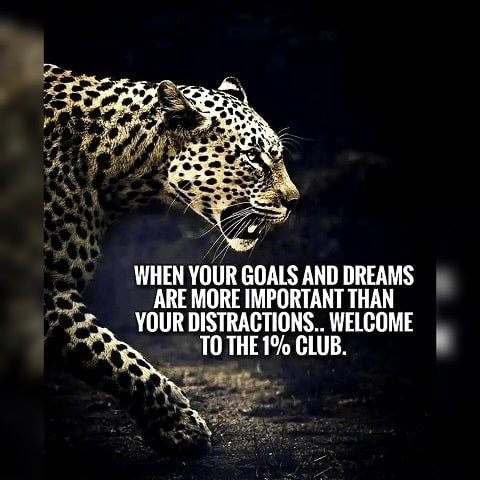 WHEN YOUR GOALS AND DREAMS
ARE MORE IMPORTANT THAN
YOUR DISTRACTIONS.. WELCOME
TO THE 1% CLUB.